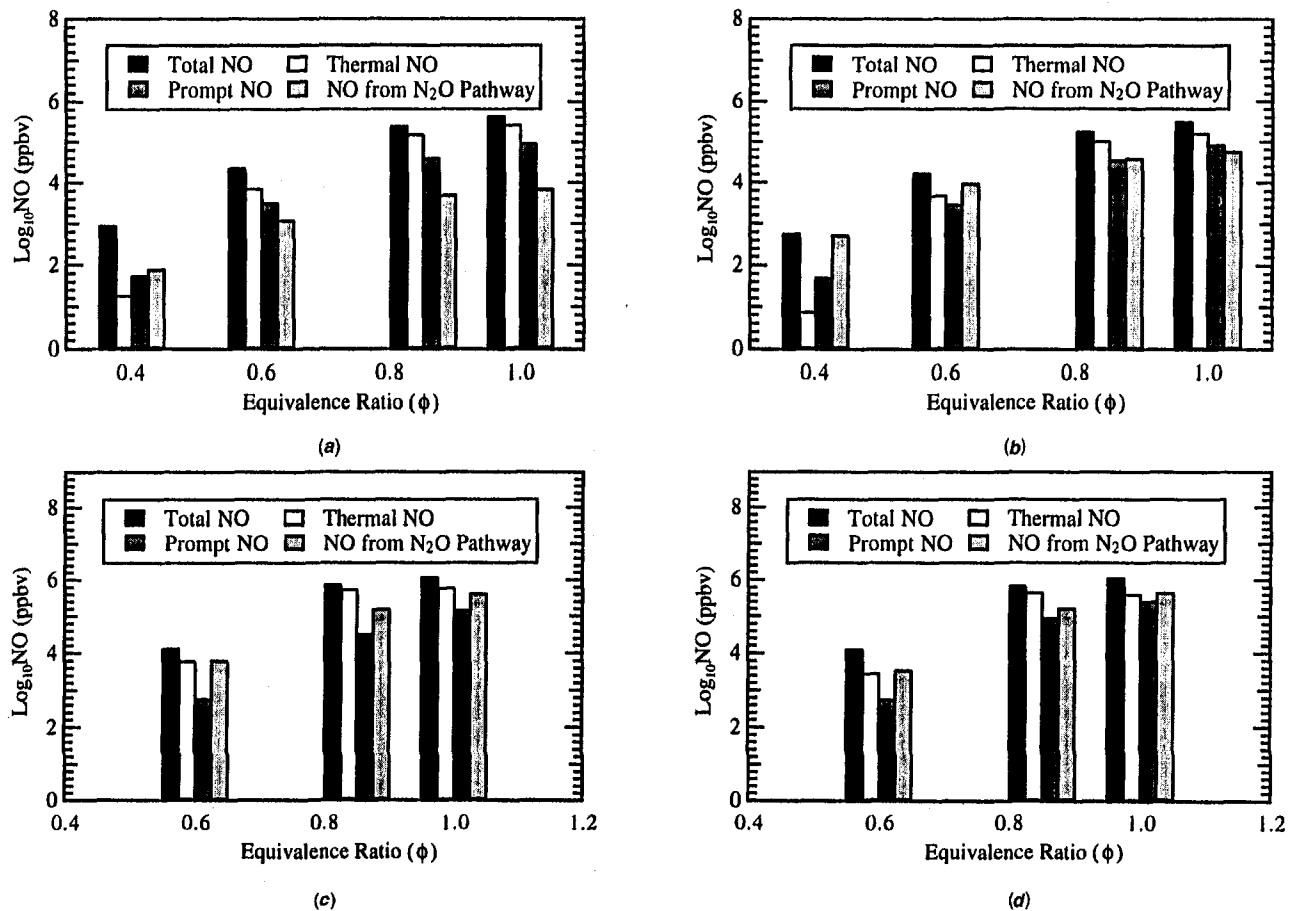 8
Total NO
Thermal NO
Prompt NO
NO from N₂O Pathway
6
4
2
0
Log₁₀NO (ppbv)
0.4
0.6
0.8
1.0
Equivalence Ratio (ϕ)
(a)
8
Total NO
Thermal NO
Prompt NO
NO from N₂O Pathway
6
4
2
0
Log₁₀NO (ppbv)
0.4
0.6
0.8
1.0
Equivalence Ratio (ϕ)
(b)
8
Total NO
Thermal NO
Prompt NO
NO from N₂O Pathway
6
4
2
0
Log₁₀NO (ppbv)
0.4
0.6
0.8
1.0
1.2
Equivalence Ratio (ϕ)
(c)
8
Total NO
Thermal NO
Prompt NO
NO from N₂O Pathway
6
4
2
0
Log₁₀NO (ppbv)
0.4
0.6
0.8
1.0
1.2
Equivalence Ratio (ϕ)
(d)